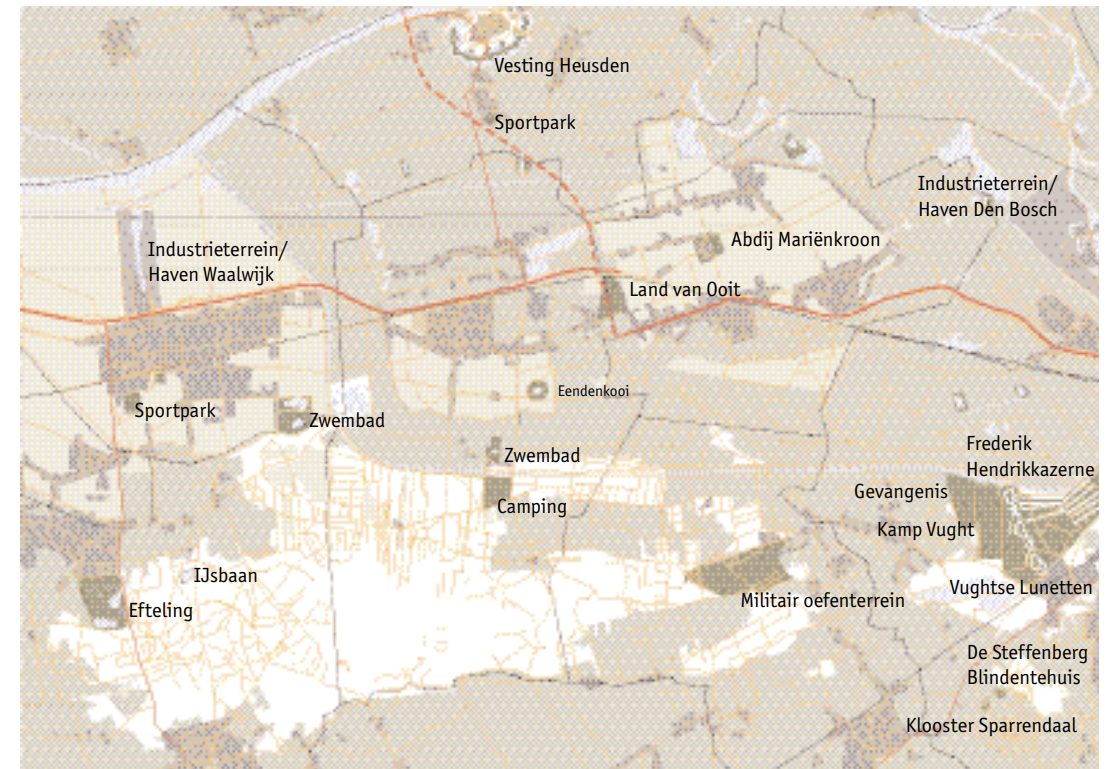 Vesting Heusden
Sportpark
Industrieterrein/
Haven Den Bosch
Abdij Mariënkroon
Industrieterrein/
Haven Waalwijk
Land van Ooit
Eendenkooi
Sportpark
Zwembad
Zwembad
Frederik
Hendrikkazerne
Gevangenis
Camping
Kamp Vught
IJsbaan
Vughtse Lunetten
Militair oefenterrein
Efteling
De Steffenberg
Blindentehuis
Klooster Sparrendaal